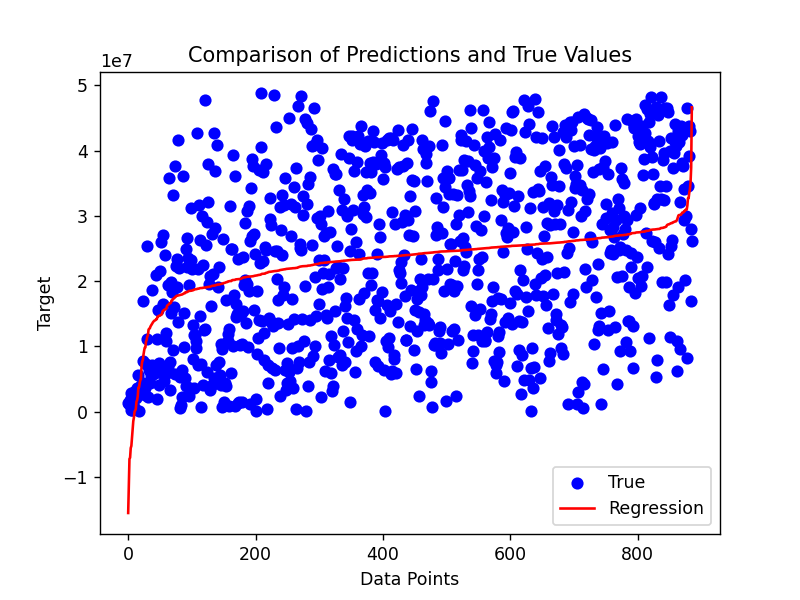 Comparison of Predictions and True Values
1e7
5
4
3
2
1
0
−1
Target
0 200 400 600 800
Data Points
True
Regression